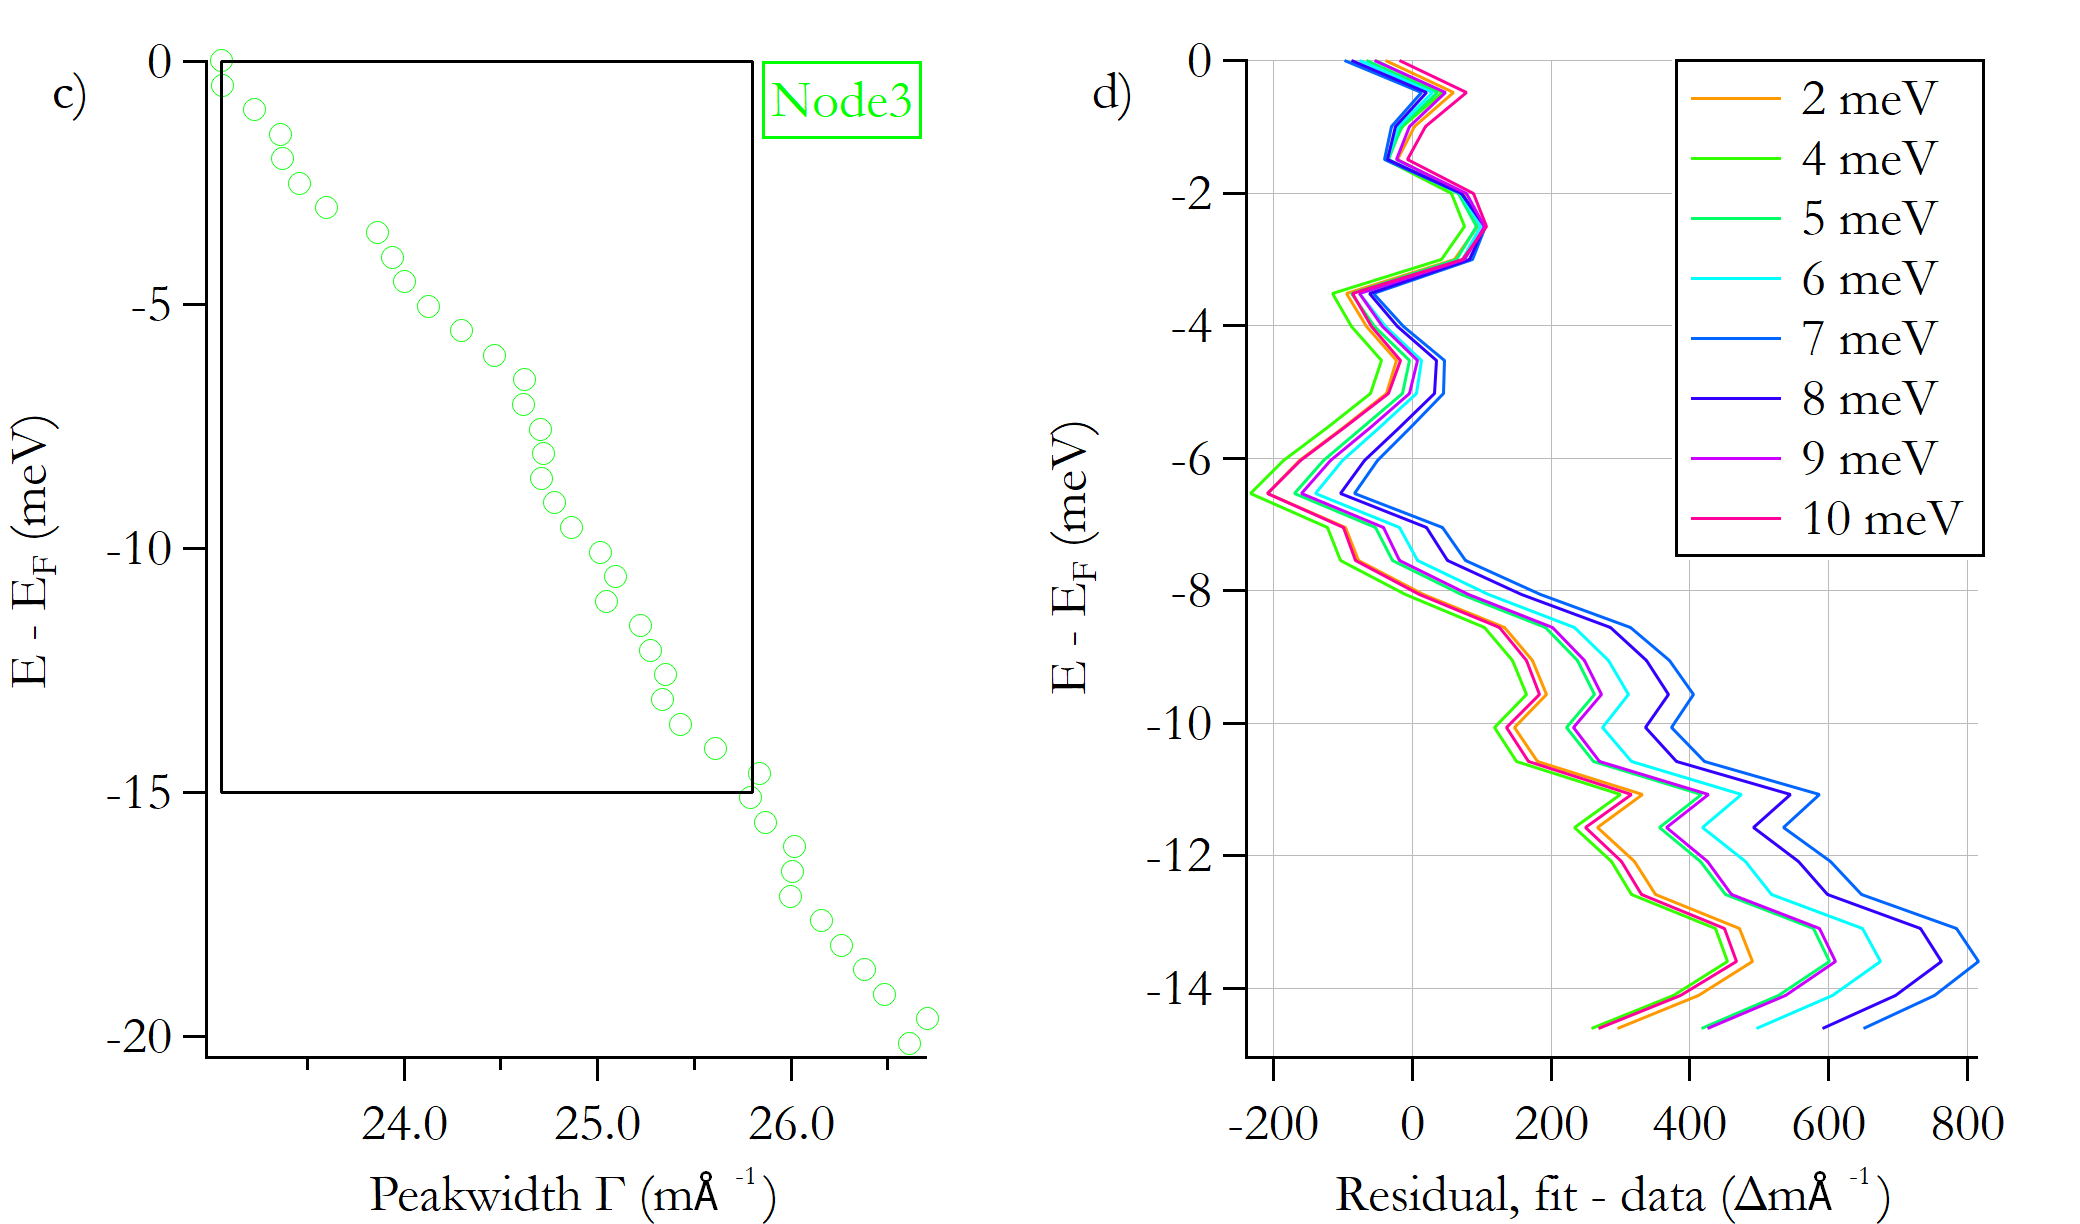 c)
0
-5
-10
-15
-20
E - E_F (meV)
Node3
24.0 25.0 26.0
Peakwidth Γ (mÅ ⁻¹)
d)
0
-2
-4
-6
-8
-10
-12
-14
E - E_F (meV)
2 meV
4 meV
5 meV
6 meV
7 meV
8 meV
9 meV
10 meV
-200 0 200 400 600 800
Residual, fit - data (ΔmÅ ⁻¹)